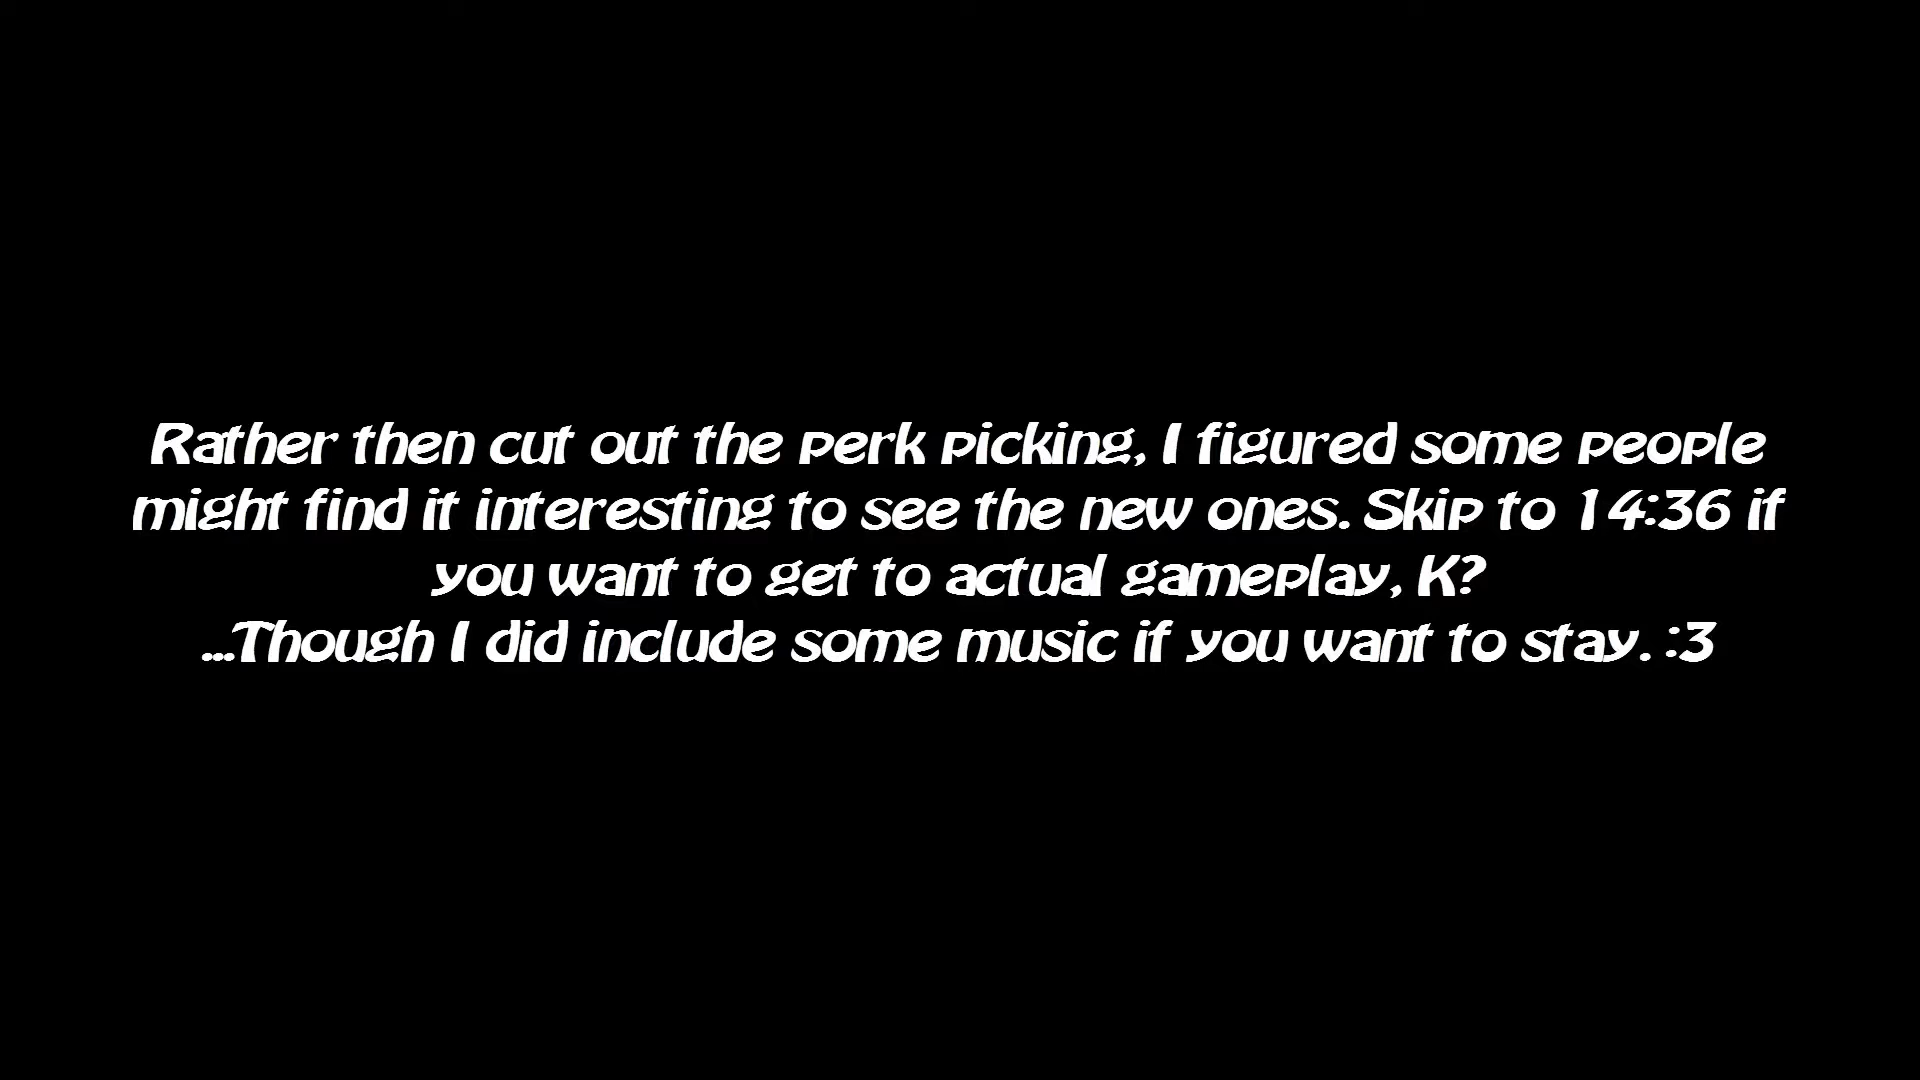 Rather then cut out the perk picking, I figured some people
might find it interesting to see the new ones. Skip to 14:36 if
you want to get to actual gameplay, K?
...Though I did include some music if you want to stay. :3